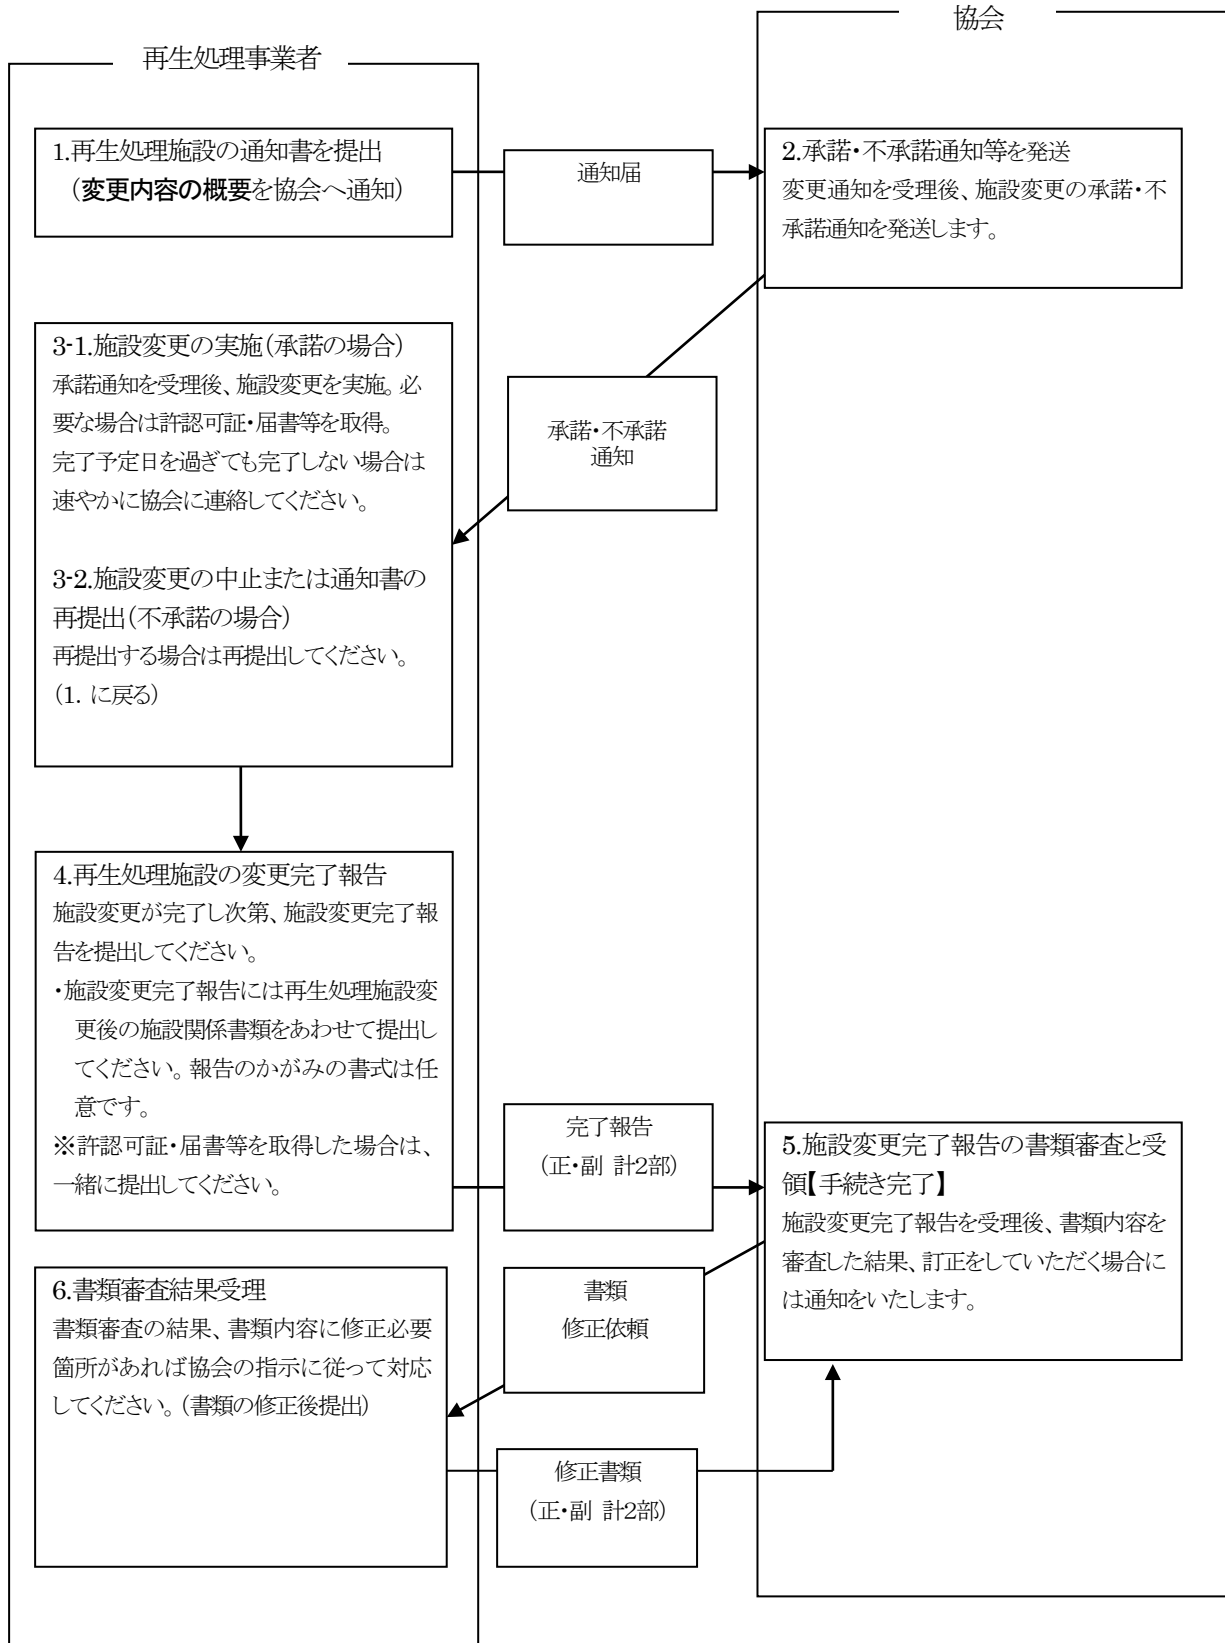 協会
再生処理事業者
1.再生処理施設の通知書を提出
（変更内容の概要を協会へ通知）
通知届
2.承諾・不承諾通知等を発送
変更通知を受理後、施設変更の承諾・不
承諾通知を発送します。
3-1.施設変更の実施（承諾の場合）
承諾通知を受理後、施設変更を実施。必
要な場合は許認可証・届書等を取得。
完了予定日を過ぎても完了しない場合は
速やかに協会に連絡してください。
承諾・不承諾
通知
3-2.施設変更の中止または通知書の
再提出（不承諾の場合）
再提出する場合は再提出してください。
（1. に戻る）
4.再生処理施設の変更完了報告
施設変更が完了し次第、施設変更完了報
告を提出してください。
・施設変更完了報告には再生処理施設変
更後の施設関係書類をあわせて提出し
てください。報告のかがみの書式は任
意です。
※許認可証・届書等を取得した場合は、
一緒に提出してください。
完了報告
（正・副 計2部）
5.施設変更完了報告の書類審査と受
領【手続き完了】
施設変更完了報告を受理後、書類内容を
審査した結果、訂正をしていただく場合に
は通知をいたします。
書類
修正依頼
6.書類審査結果受理
書類審査の結果、書類内容に修正必要
箇所があれば協会の指示に従って対応
してください。（書類の修正後提出）
修正書類
（正・副 計2部）